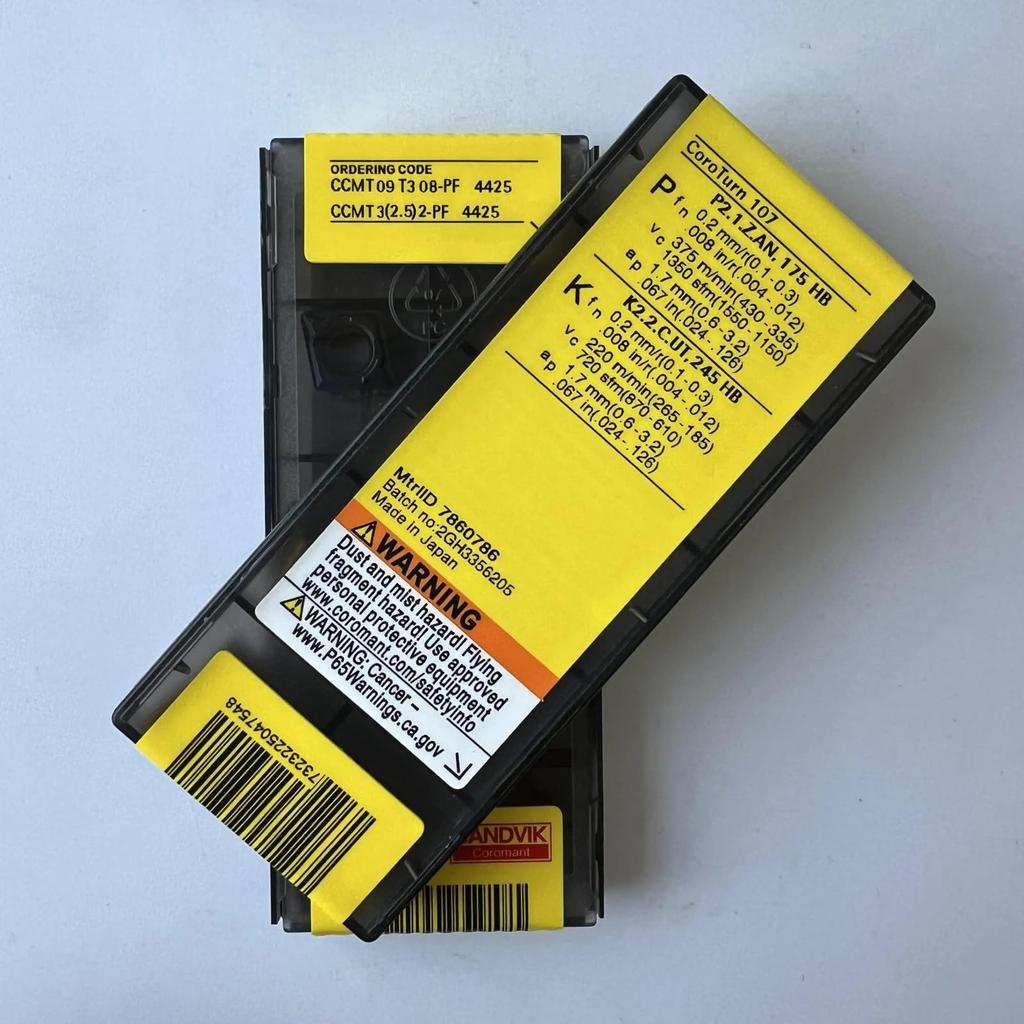 ORDERING CODE
CCMT 09 T3 08-PF 4425
CCMT 3(2.5)2-PF 4425
CoroTurn 107
P2.1.Z.AN, 175 HB
P fn 0.2 mm/r(0.1-0.3)
.008 in/r(.004-.012)
vc 375 m/min(430-335)
1350 sfm(1550-1150)
ap 1.7 mm(0.6-3.2)
.067 in(.024-.126)
K2.2.C.UT, 245 HB
K fn 0.2 mm/r(0.1-0.3)
.008 in/r(.004-.012)
vc 220 m/min(265-185)
720 sfm(870-610)
ap 1.7 mm(0.6-3.2)
.067 in(.024-.126)
MtrlID 7860786
Batch no:2GH3356205
Made in Japan
WARNING
Dust and mist hazard! Flying
fragment hazard! Use approved
personal protective equipment
www.coromant.com/safetyinfo
WARNING: Cancer –
www.P65Warnings.ca.gov
7323225047548
ANDVIK
Coromant